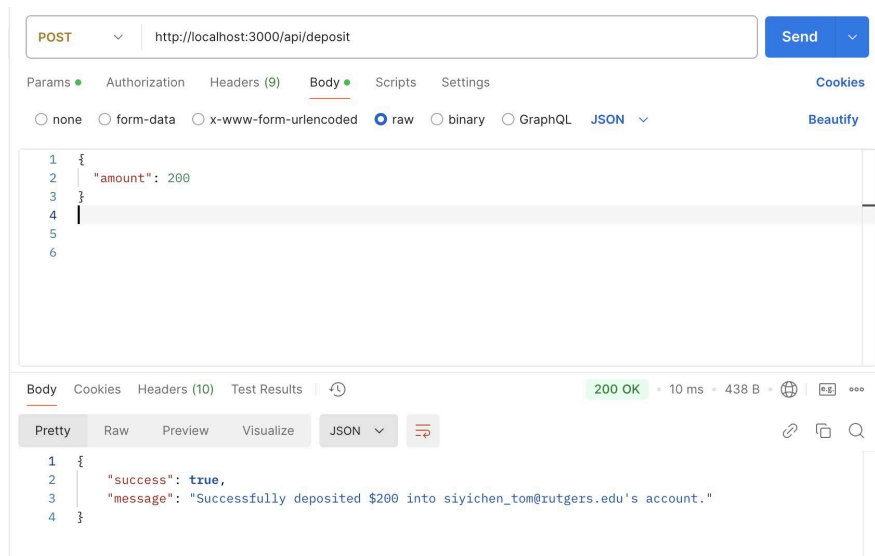 POST http://localhost:3000/api/deposit Send
Params Authorization Headers (9) Body Scripts Settings Cookies
none form-data x-www-form-urlencoded raw binary GraphQL JSON Beautify
1 {
2 "amount": 200
3 }
4
5
6
Body Cookies Headers (10) Test Results 200 OK • 10 ms • 438 B • e.g.
Pretty Raw Preview Visualize JSON
1 {
2 "success": true,
3 "message": "Successfully deposited $200 into siyichen_tom@rutgers.edu's account."
4 }